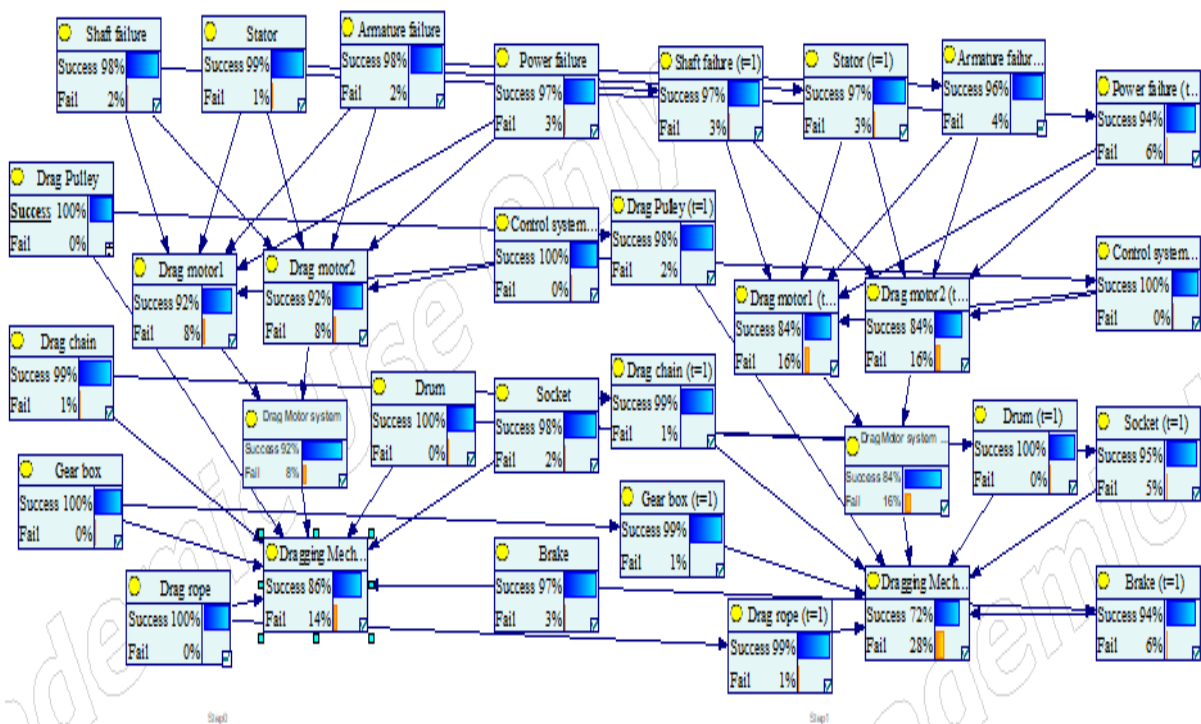 Shaft failure
Success 98%
Fail 2%
Stator
Success 99%
Fail 1%
Armature failure
Success 98%
Fail 2%
Power failure
Success 97%
Fail 3%
Shaft failure (t=1)
Success 97%
Fail 3%
Stator (t=1)
Success 97%
Fail 3%
Armature failur...
Success 96%
Fail 4%
Power failure (t...
Success 94%
Fail 6%
Drag Pulley
Success 100%
Fail 0%
Drag motor1
Success 92%
Fail 8%
Drag motor2
Success 92%
Fail 8%
Control system...
Success 100%
Fail 0%
Drag Pulley (t=1)
Success 98%
Fail 2%
Drag motor1 (t...
Success 84%
Fail 16%
Drag motor2 (t...
Success 84%
Fail 16%
Control system...
Success 100%
Fail 0%
Drag chain
Success 99%
Fail 1%
Drag Motor system
Success 92%
Fail 8%
Drum
Success 100%
Fail 0%
Socket
Success 98%
Fail 2%
Drag chain (t=1)
Success 99%
Fail 1%
Drag Motor system ...
Success 84%
Fail 16%
Drum (t=1)
Success 100%
Fail 0%
Socket (t=1)
Success 95%
Fail 5%
Gear box
Success 100%
Fail 0%
Gear box (t=1)
Success 99%
Fail 1%
Drag rope
Success 100%
Fail 0%
Dragging Mech...
Success 86%
Fail 14%
Brake
Success 97%
Fail 3%
Drag rope (t=1)
Success 99%
Fail 1%
Dragging Mech...
Success 72%
Fail 28%
Brake (t=1)
Success 94%
Fail 6%